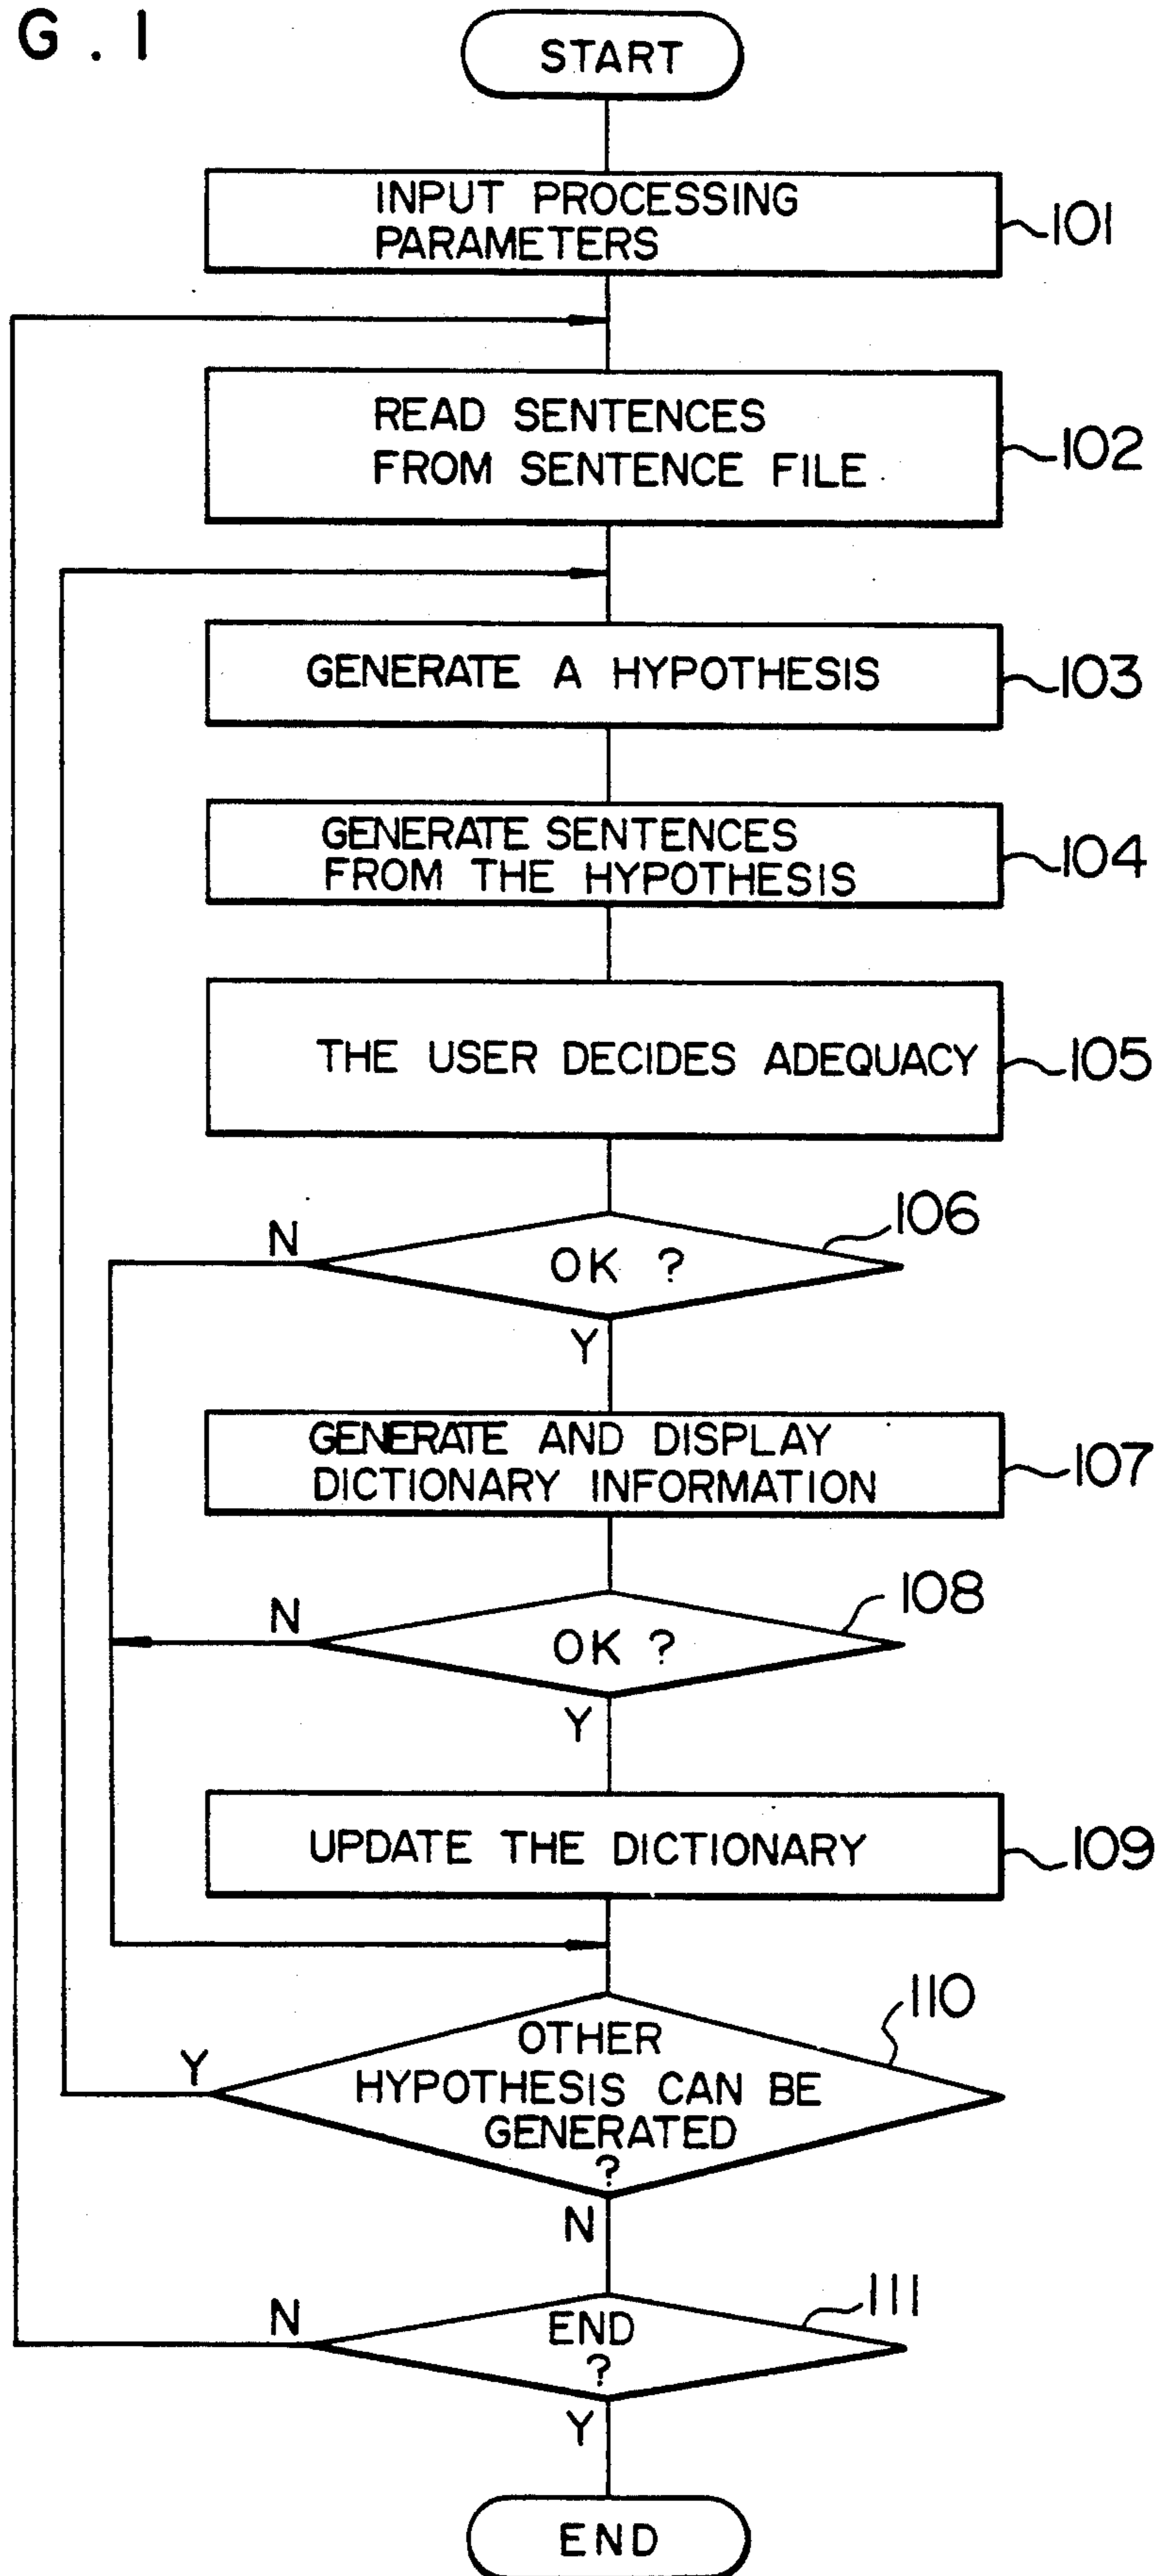 G. 1
START
INPUT PROCESSING
PARAMETERS
101
READ SENTENCES
FROM SENTENCE FILE
102
GENERATE A HYPOTHESIS
103
GENERATE SENTENCES
FROM THE HYPOTHESIS
104
THE USER DECIDES ADEQUACY
105
106
N
OK ?
Y
GENERATE AND DISPLAY
DICTIONARY INFORMATION
107
108
N
OK ?
Y
UPDATE THE DICTIONARY
109
110
Y
OTHER
HYPOTHESIS CAN BE
GENERATED
?
N
111
N
END
?
Y
END